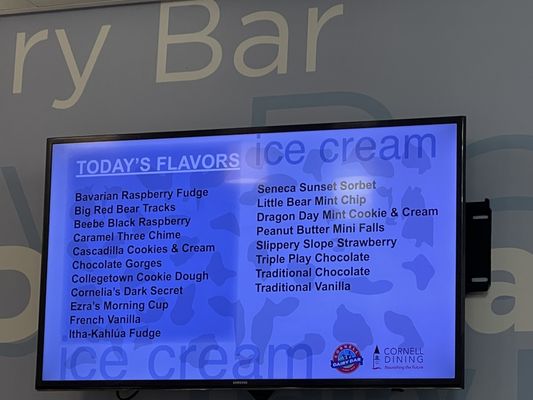 ry Bar
ice cream
TODAY'S FLAVORS
Bavarian Raspberry Fudge
Big Red Bear Tracks
Beebe Black Raspberry
Caramel Three Chime
Cascadilla Cookies & Cream
Chocolate Gorges
Collegetown Cookie Dough
Cornelia's Dark Secret
Ezra's Morning Cup
French Vanilla
Itha-Kahlúa Fudge
Seneca Sunset Sorbet
Little Bear Mint Chip
Dragon Day Mint Cookie & Cream
Peanut Butter Mini Falls
Slippery Slope Strawberry
Triple Play Chocolate
Traditional Chocolate
Traditional Vanilla
ice cream
CORNELL
DAIRY BAR
CORNELL
DINING
Nourishing the Future
SAMSUNG